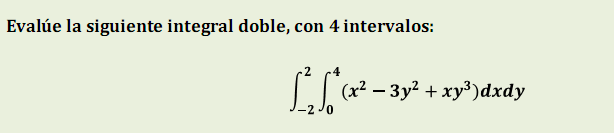 Evalúe la siguiente integral doble, con 4 intervalos:
∫_{-2}^{2} ∫_{0}^{4} (x² − 3y² + xy³)dxdy